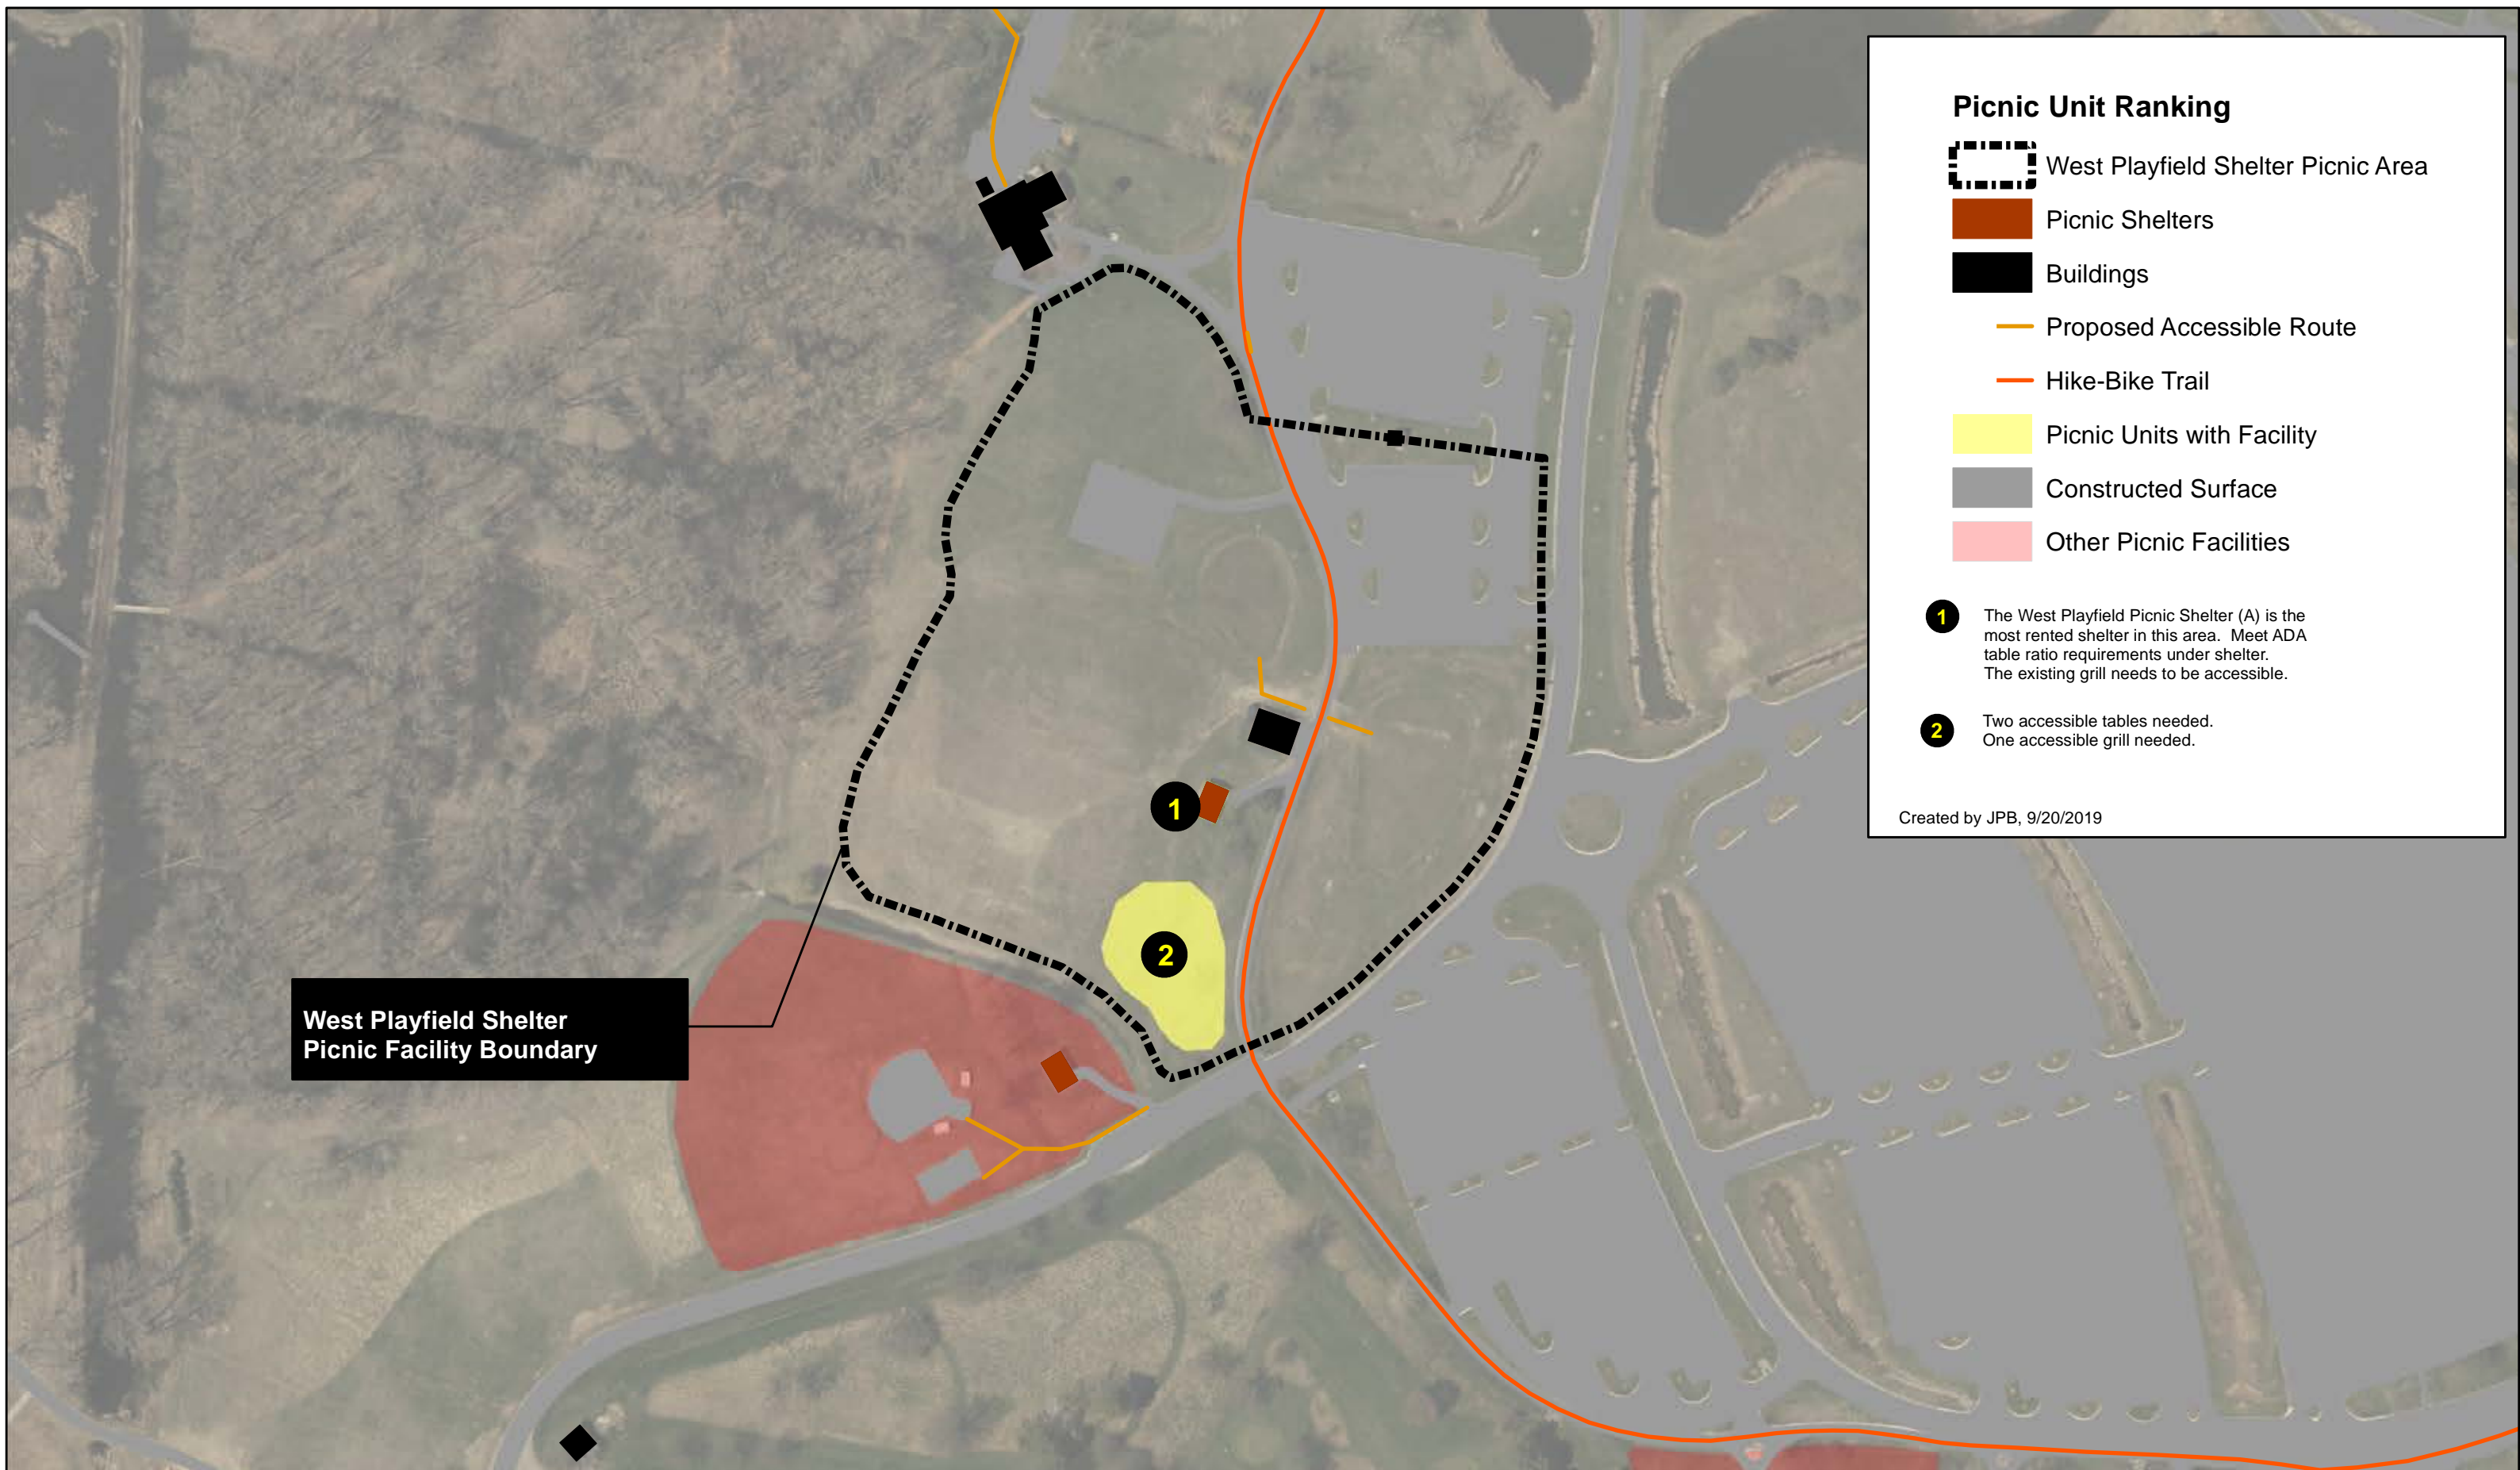 Picnic Unit Ranking
West Playfield Shelter Picnic Area
Picnic Shelters
Buildings
Proposed Accessible Route
Hike-Bike Trail
Picnic Units with Facility
Constructed Surface
Other Picnic Facilities
1
The West Playfield Picnic Shelter (A) is the
most rented shelter in this area. Meet ADA
table ratio requirements under shelter.
The existing grill needs to be accessible.
2
Two accessible tables needed.
One accessible grill needed.
Created by JPB, 9/20/2019
1
2
West Playfield Shelter
Picnic Facility Boundary